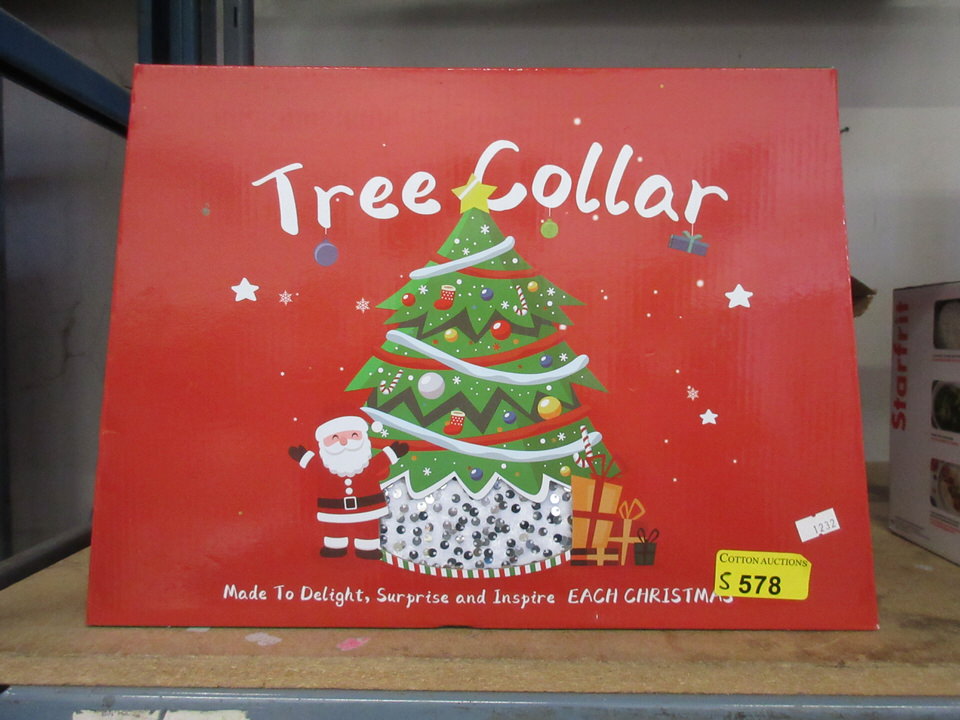 Tree Collar
Made To Delight, Surprise and Inspire EACH CHRISTMAS
COTTON AUCTIONS
S 578
1232
Starfrit